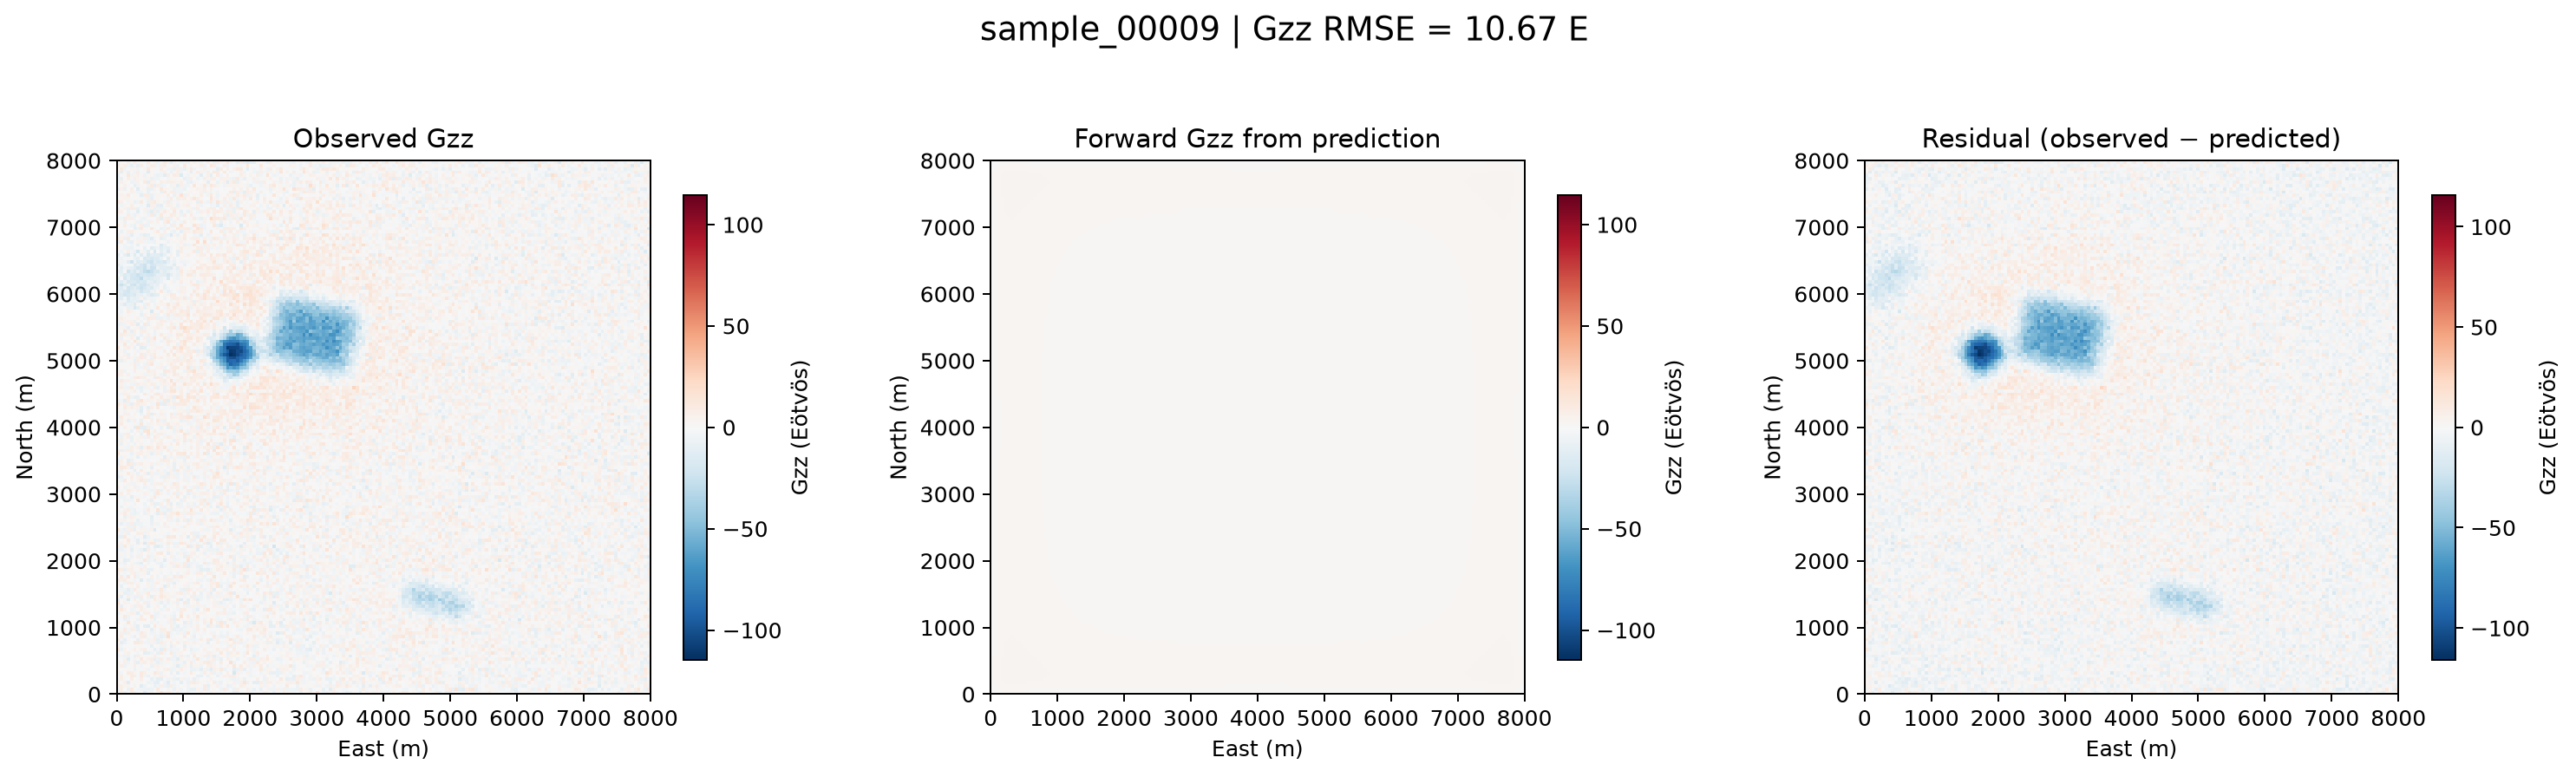 sample_00009 | Gzz RMSE = 10.67 E
Observed Gzz
8000
7000
6000
5000
4000
3000
2000
1000
0
North (m)
0 1000 2000 3000 4000 5000 6000 7000 8000
East (m)
100
50
0
−50
−100
Gzz (Eötvös)
Forward Gzz from prediction
8000
7000
6000
5000
4000
3000
2000
1000
0
North (m)
0 1000 2000 3000 4000 5000 6000 7000 8000
East (m)
100
50
0
−50
−100
Gzz (Eötvös)
Residual (observed − predicted)
8000
7000
6000
5000
4000
3000
2000
1000
0
North (m)
0 1000 2000 3000 4000 5000 6000 7000 8000
East (m)
100
50
0
−50
−100
Gzz (Eötvös)